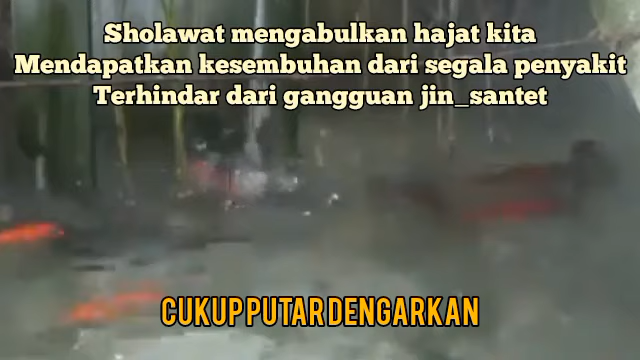 Sholawat mengabulkan hajat kita
Mendapatkan kesembuhan dari segala penyakit
Terhindar dari gangguan jin_santet
CUKUP PUTAR DENGARKAN